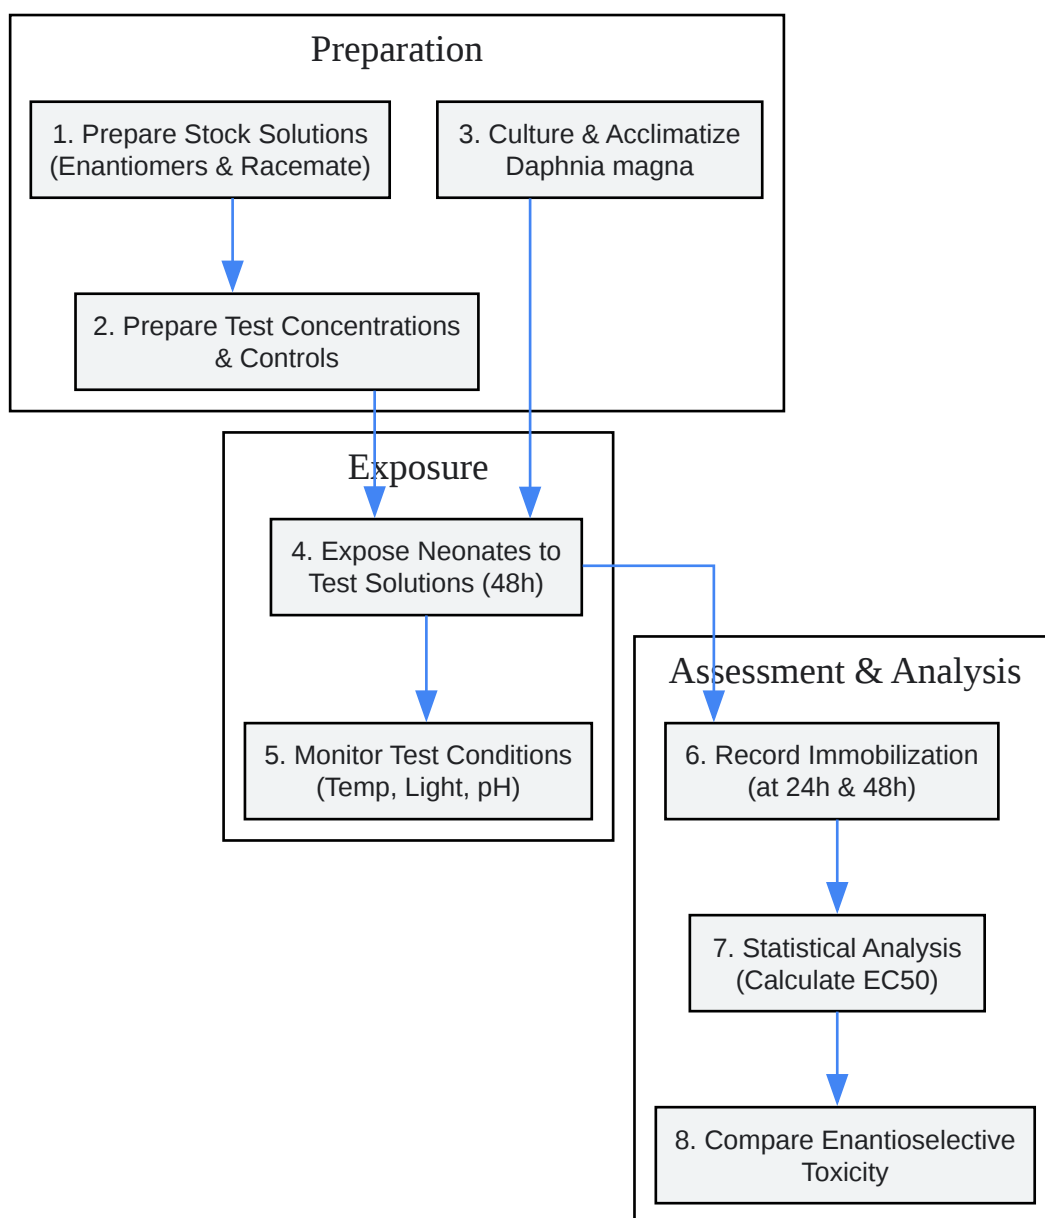 Preparation
1. Prepare Stock Solutions
(Enantiomers & Racemate)
3. Culture & Acclimatize
Daphnia magna
2. Prepare Test Concentrations
& Controls
Exposure
4. Expose Neonates to
Test Solutions (48h)
5. Monitor Test Conditions
(Temp, Light, pH)
Assessment & Analysis
6. Record Immobilization
(at 24h & 48h)
7. Statistical Analysis
(Calculate EC50)
8. Compare Enantioselective
Toxicity